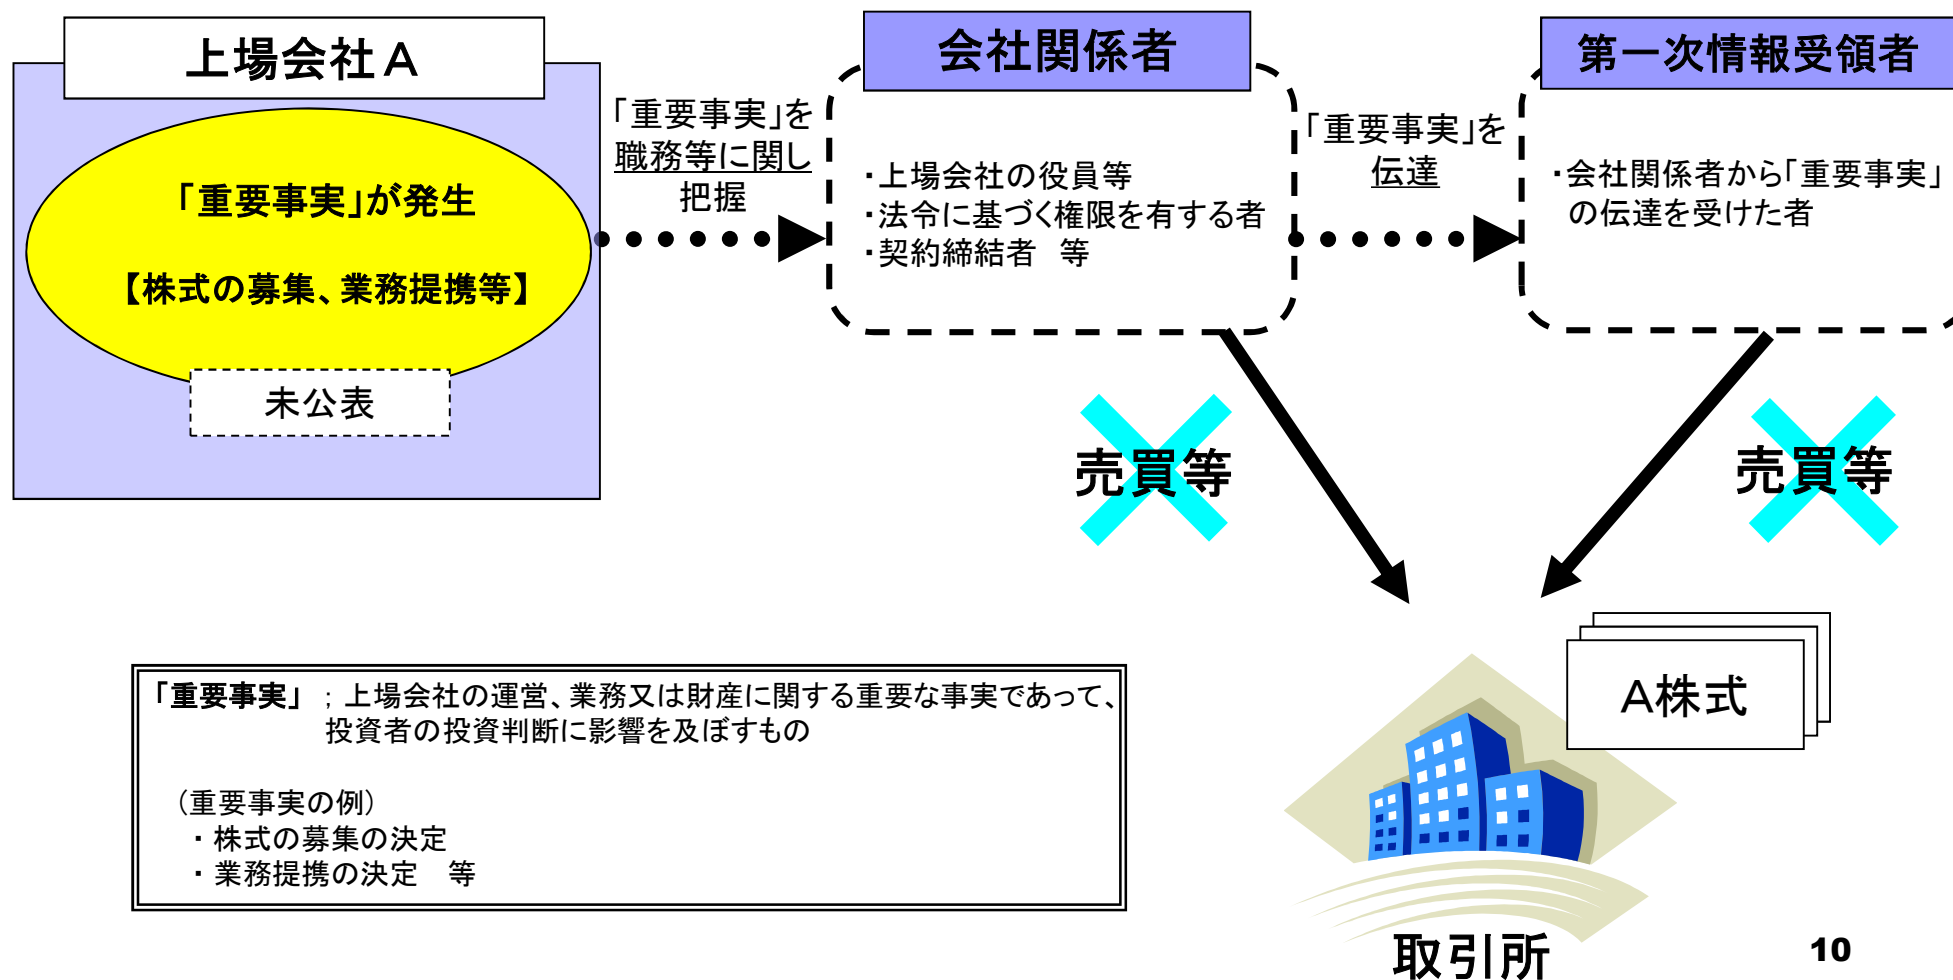 上場会社A
「重要事実」が発生
【株式の募集、業務提携等】
未公表
「重要事実」を
職務等に関し
把握
会社関係者
・上場会社の役員等
・法令に基づく権限を有する者
・契約締結者　等
「重要事実」を
伝達
第一次情報受領者
・会社関係者から「重要事実」
の伝達を受けた者
売買等
売買等
「重要事実」；上場会社の運営、業務又は財産に関する重要な事実であって、
投資者の投資判断に影響を及ぼすもの
（重要事実の例）
・株式の募集の決定
・業務提携の決定　等
A株式
取引所
10